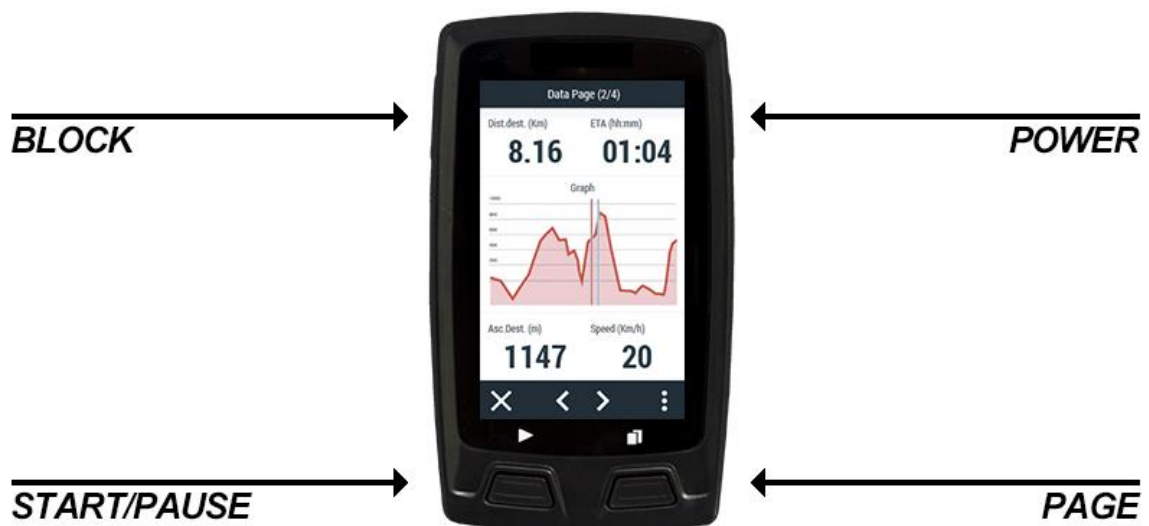 Data Page (2/4)
BLOCK
POWER
Dist.dest. (Km) ETA (hh:mm)
8.16 01:04
Graph
Asc.Dest. (m) Speed (Km/h)
1147 20
START/PAUSE
PAGE